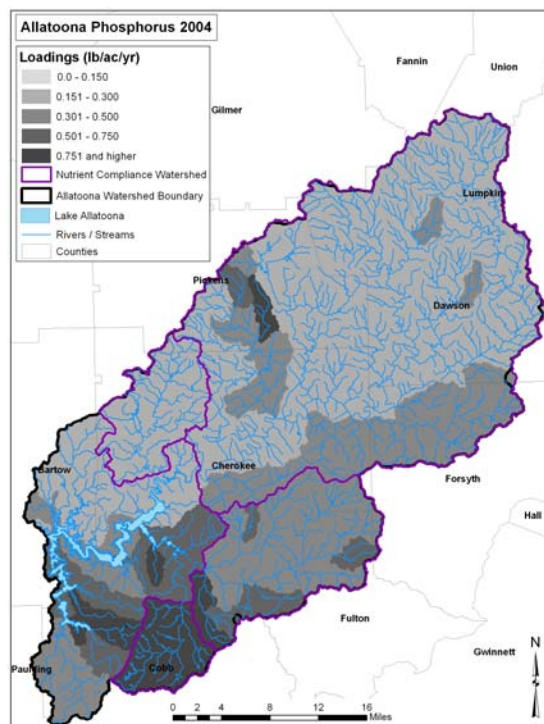 Allatoona Phosphorus 2004
Loadings (lb/ac/yr)
0.0 - 0.150
0.151 - 0.300
0.301 - 0.500
0.501 - 0.750
0.751 and higher
Nutrient Compliance Watershed
Allatoona Watershed Boundary
Lake Allatoona
Rivers / Streams
Counties
Fannin
Union
Gilmer
Lumpkin
Pickens
Dawson
Bartow
Cherokee
Forsyth
Hall
Fulton
Gwinnett
Paulding
Cobb
N
0 2 4 8 12 16
Miles